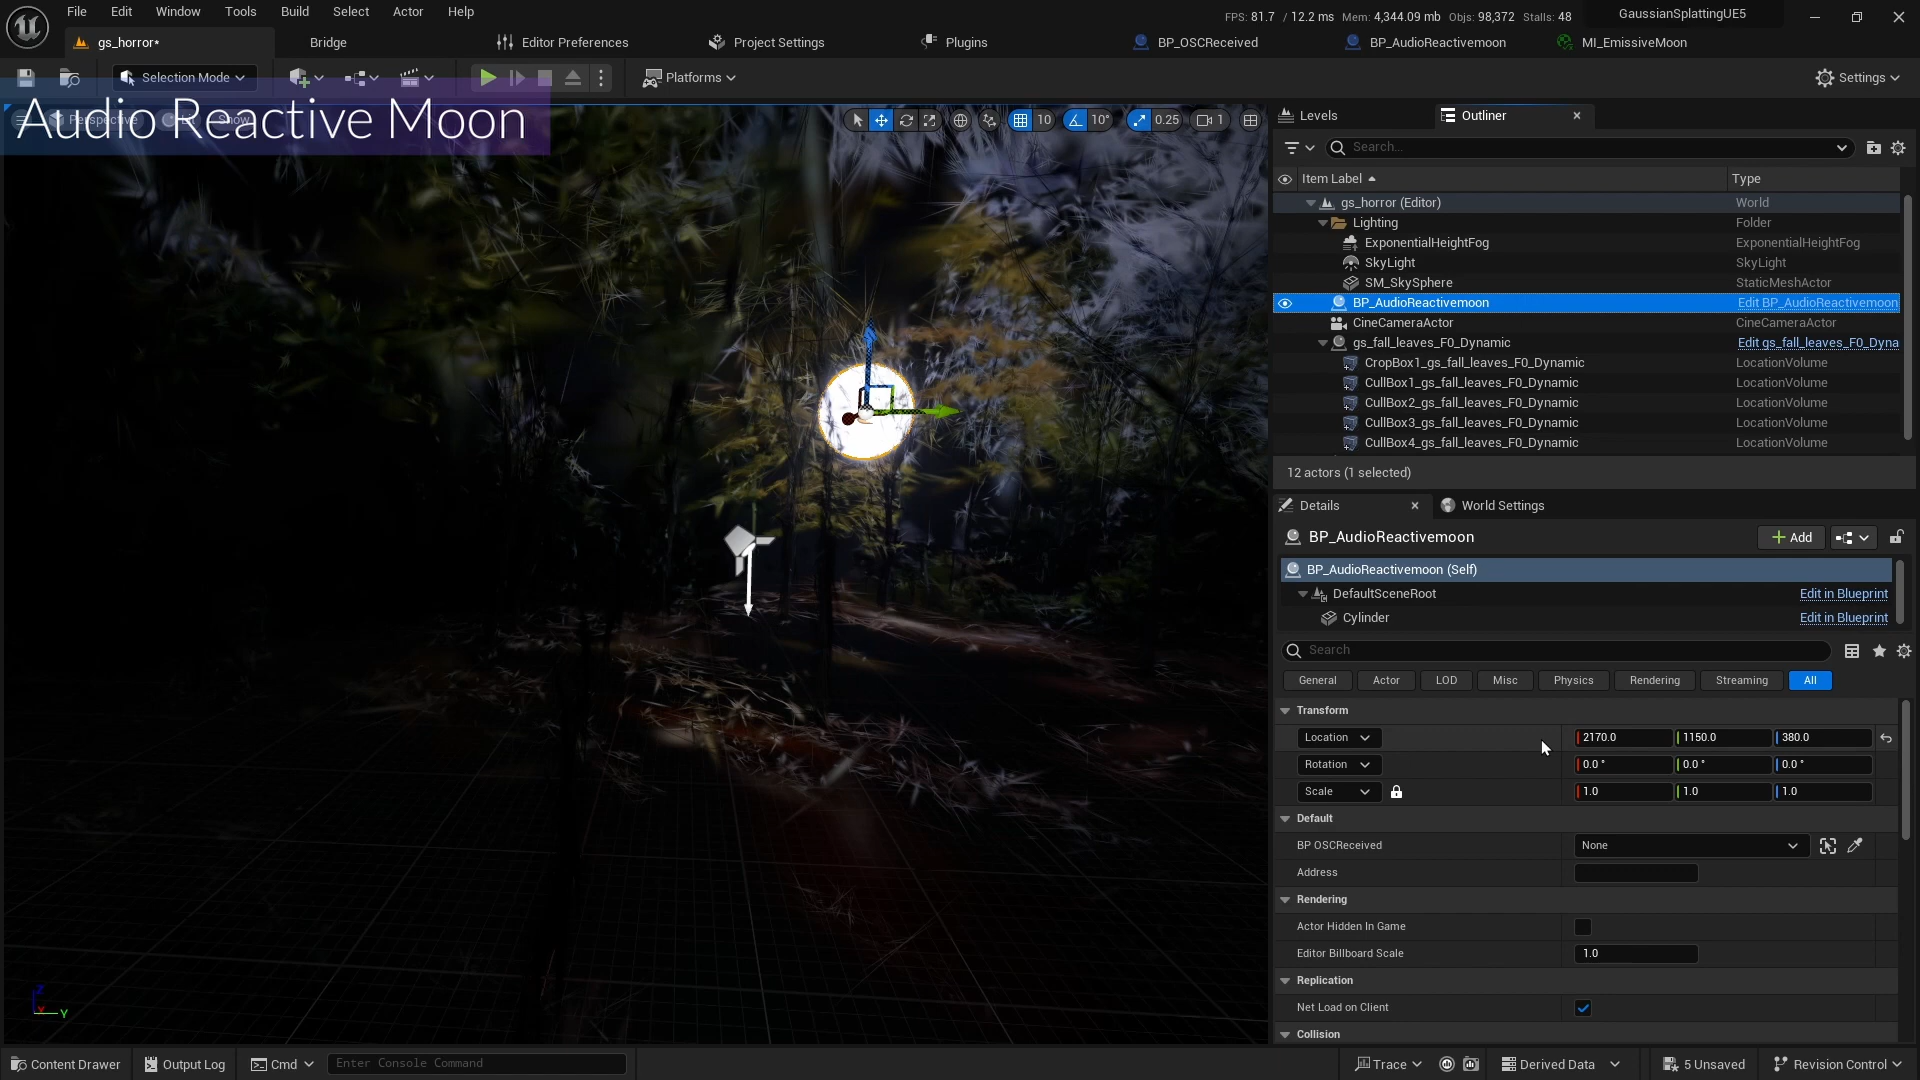 File Edit Window Tools Build Select Actor Help
FPS: 81.7 / 12.2 ms Mem: 4,344.09 mb Objs: 98,372 Stalls: 48
GaussianSplattingUE5
gs_horror*
Bridge
Editor Preferences
Project Settings
Plugins
BP_OSCReceived
BP_AudioReactivemoon
MI_EmissiveMoon
Selection Mode
Platforms
Settings
Audio Reactive Moon
Perspective
Show
10
10°
0.25
1
Levels
Outliner
Search...
Item Label
Type
gs_horror (Editor)
World
Lighting
Folder
ExponentialHeightFog
ExponentialHeightFog
SkyLight
SkyLight
SM_SkySphere
StaticMeshActor
BP_AudioReactivemoon
Edit BP_AudioReactivemoon
CineCameraActor
CineCameraActor
gs_fall_leaves_F0_Dynamic
Edit gs_fall_leaves_F0_Dyna
CropBox1_gs_fall_leaves_F0_Dynamic
LocationVolume
CullBox1_gs_fall_leaves_F0_Dynamic
LocationVolume
CullBox2_gs_fall_leaves_F0_Dynamic
LocationVolume
CullBox3_gs_fall_leaves_F0_Dynamic
LocationVolume
CullBox4_gs_fall_leaves_F0_Dynamic
LocationVolume
12 actors (1 selected)
Details
World Settings
BP_AudioReactivemoon
Add
BP_AudioReactivemoon (Self)
DefaultSceneRoot
Edit in Blueprint
Cylinder
Edit in Blueprint
Search
General Actor LOD Misc Physics Rendering Streaming All
Transform
Location
2170.0 1150.0 380.0
Rotation
0.0 ° 0.0 ° 0.0 °
Scale
1.0 1.0 1.0
Default
BP OSCReceived
None
Address
Rendering
Actor Hidden In Game
Editor Billboard Scale
1.0
Replication
Net Load on Client
Collision
Z
X
Y
Content Drawer
Output Log
Cmd
Enter Console Command
Trace
Derived Data
5 Unsaved
Revision Control